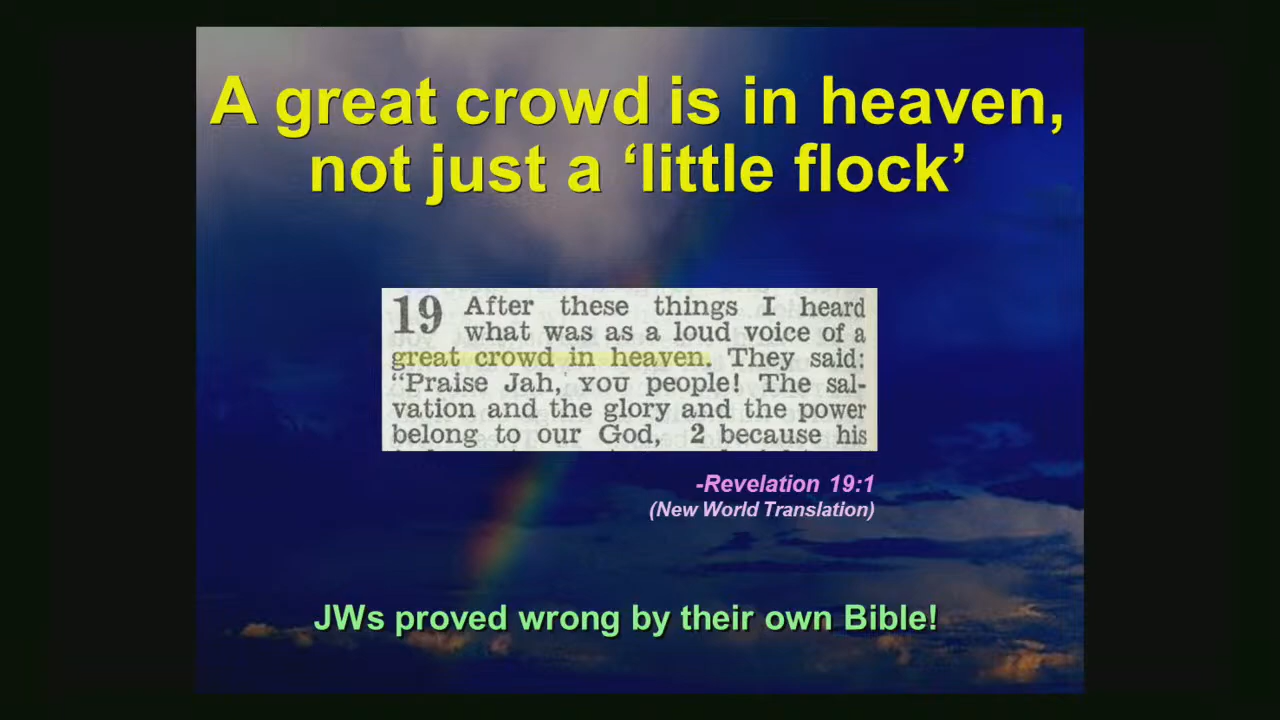 A great crowd is in heaven,
not just a ‘little flock’
19 After these things I heard
what was as a loud voice of a
great crowd in heaven. They said:
“Praise Jah, YOU people! The sal-
vation and the glory and the power
belong to our God, 2 because his
-Revelation 19:1
(New World Translation)
JWs proved wrong by their own Bible!